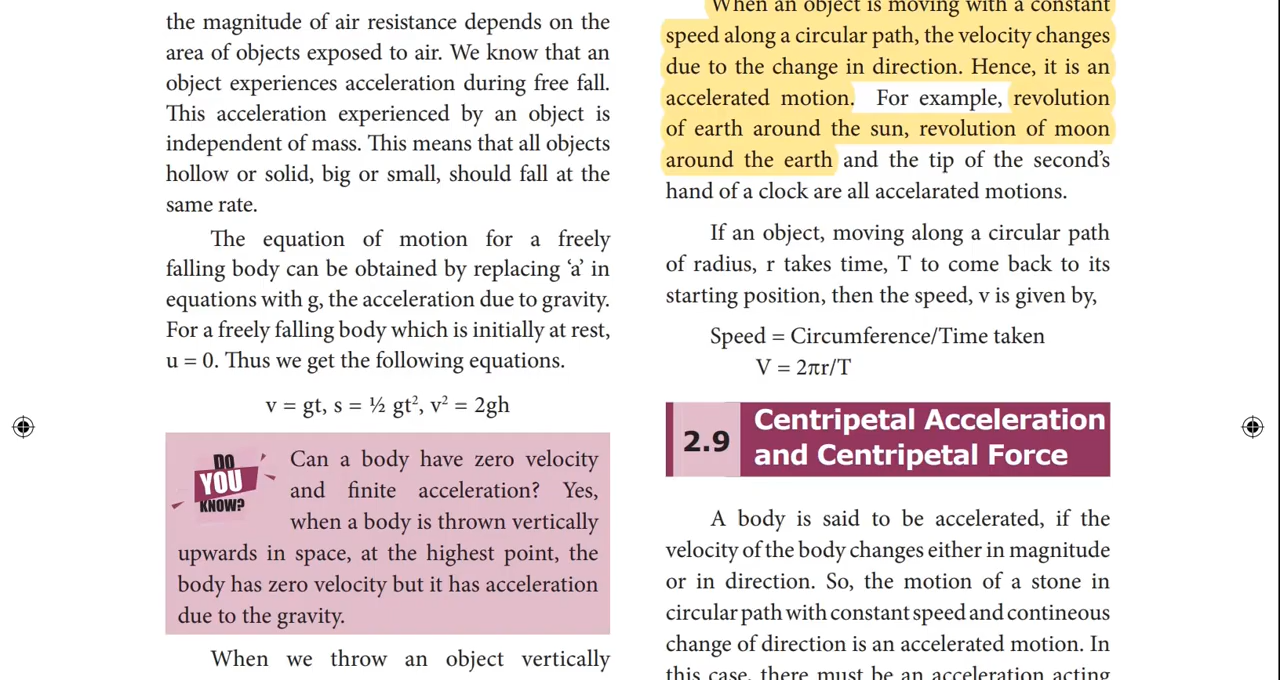 the magnitude of air resistance depends on the
area of objects exposed to air. We know that an
object experiences acceleration during free fall.
This acceleration experienced by an object is
independent of mass. This means that all objects
hollow or solid, big or small, should fall at the
same rate.
The equation of motion for a freely
falling body can be obtained by replacing ‘a’ in
equations with g, the acceleration due to gravity.
For a freely falling body which is initially at rest,
u = 0. Thus we get the following equations.
v = gt, s = ½ gt², v² = 2gh
DO
YOU
KNOW?
Can a body have zero velocity
and finite acceleration? Yes,
when a body is thrown vertically
upwards in space, at the highest point, the
body has zero velocity but it has acceleration
due to the gravity.
When we throw an object vertically
When an object is moving with a constant
speed along a circular path, the velocity changes
due to the change in direction. Hence, it is an
accelerated motion. For example, revolution
of earth around the sun, revolution of moon
around the earth and the tip of the second’s
hand of a clock are all accelarated motions.
If an object, moving along a circular path
of radius, r takes time, T to come back to its
starting position, then the speed, v is given by,
Speed = Circumference/Time taken
V = 2πr/T
2.9 Centripetal Acceleration
and Centripetal Force
A body is said to be accelerated, if the
velocity of the body changes either in magnitude
or in direction. So, the motion of a stone in
circular path with constant speed and contineous
change of direction is an accelerated motion. In
this case, there must be an acceleration acting